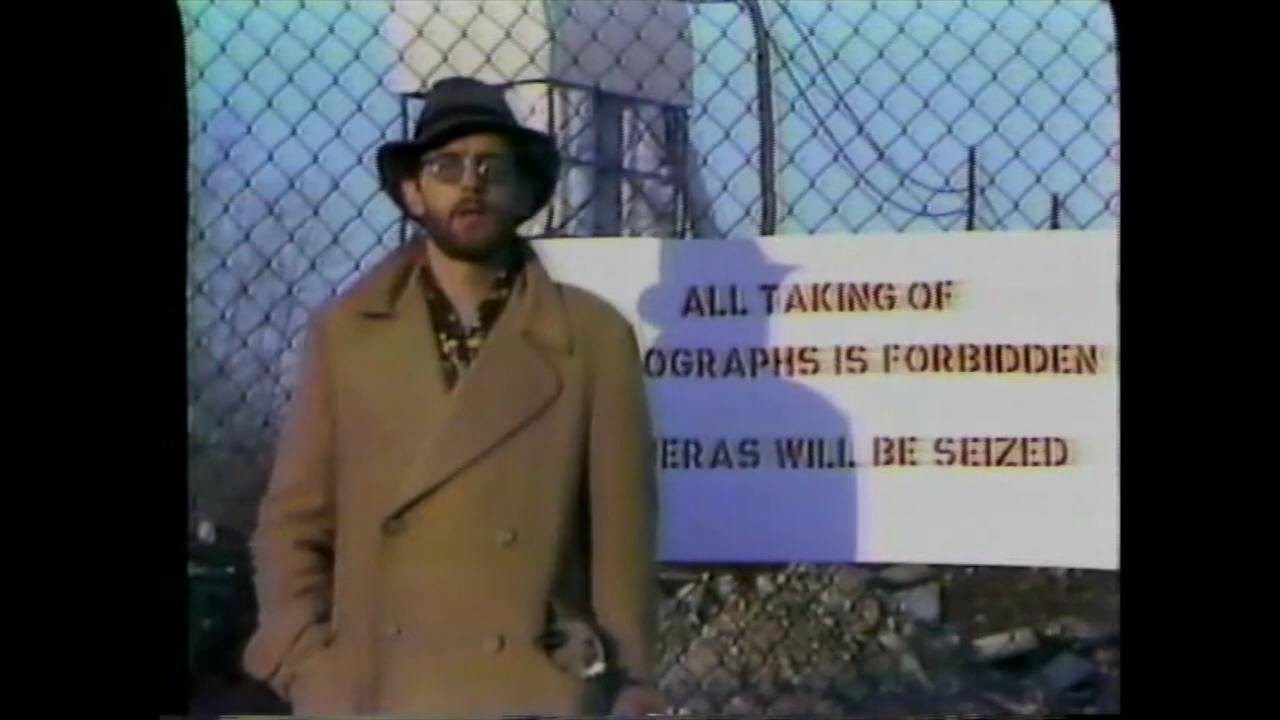 ALL TAKING OF
OGRAPHS IS FORBIDDEN
ERAS WILL BE SEIZED